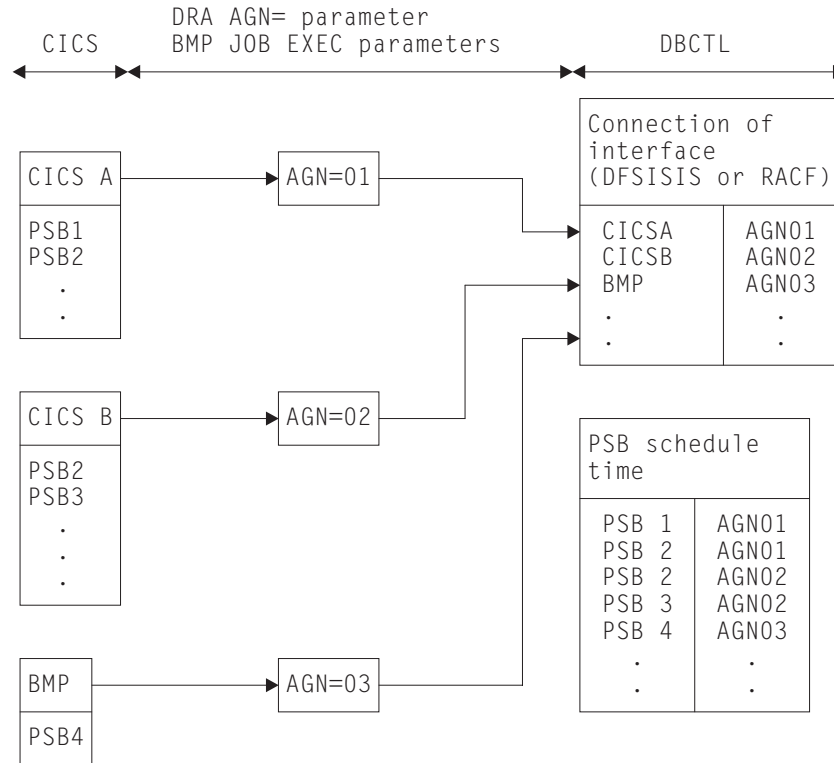 DRA AGN= parameter
CICS BMP JOB EXEC parameters DBCTL
Connection of
interface
(DFSISIS or RACF)
CICS A AGN=01
PSB1 CICSA AGN01
PSB2 CICSB AGN02
. BMP AGN03
. . .
. .
CICS B AGN=02
PSB schedule
time
PSB2
PSB3
.
.
.
PSB 1 AGN01
PSB 2 AGN01
PSB 2 AGN02
PSB 3 AGN02
PSB 4 AGN03
. .
. .
BMP AGN=03
PSB4